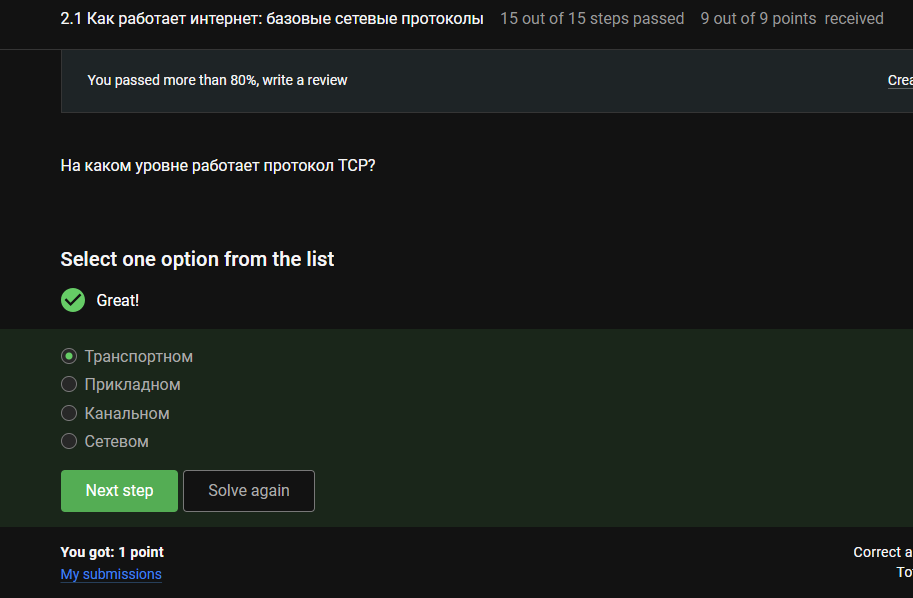 2.1 Как работает интернет: базовые сетевые протоколы 15 out of 15 steps passed 9 out of 9 points received
You passed more than 80%, write a review
На каком уровне работает протокол TCP?
Select one option from the list
Great!
Транспортном
Прикладном
Канальном
Сетевом
Next step Solve again
You got: 1 point Correct
My submissions